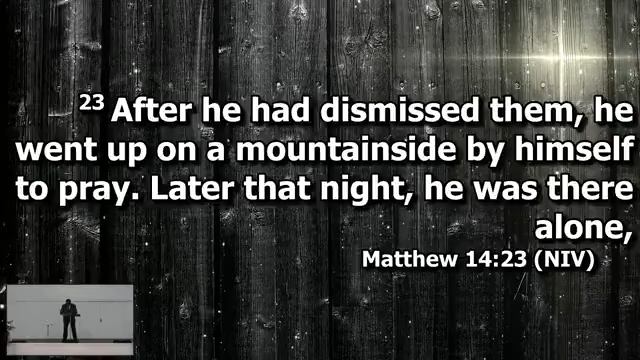 23 After he had dismissed them, he
went up on a mountainside by himself
to pray. Later that night, he was there
alone,
Matthew 14:23 (NIV)